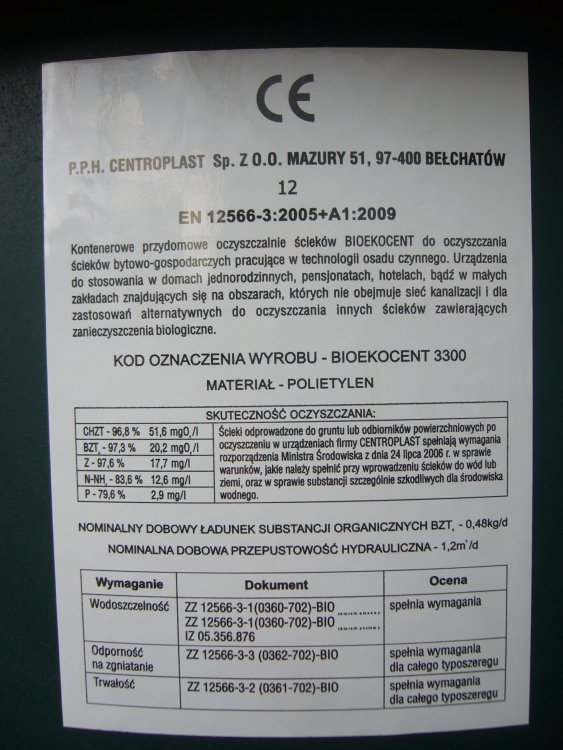 CE
P.P.H. CENTROPLAST Sp. Z O.O. MAZURY 51, 97-400 BEŁCHATÓW
12
EN 12566-3:2005+A1:2009
Kontenerowe przydomowe oczyszczalnie ścieków BIOEKOCENT do oczyszczania
ścieków bytowo-gospodarczych pracujące w technologii osadu czynnego. Urządzenia
do stosowania w domach jednorodzinnych, pensjonatach, hotelach, bądź w małych
zakładach znajdujących się na obszarach, których nie obejmuje sieć kanalizacji i dla
zastosowań alternatywnych do oczyszczania innych ścieków zawierających
zanieczyszczenia biologiczne.
KOD OZNACZENIA WYROBU - BIOEKOCENT 3300
MATERIAŁ - POLIETYLEN
SKUTECZNOŚĆ OCZYSZCZANIA:
CHZT - 96,8 % 51,6 mgO₂/l
BZT₅ - 97,3 % 20,2 mgO₂/l
Z - 97,6 % 17,7 mg/l
N-NH₄ - 83,6 % 12,6 mg/l
P - 79,6 % 2,9 mg/l
Ścieki odprowadzone do gruntu lub odbiorników powierzchniowych po
oczyszczeniu w urządzeniach firmy CENTROPLAST spełniają wymagania
rozporządzenia Ministra Środowiska z dnia 24 lipca 2006 r. w sprawie
warunków, jakie należy spełnić przy wprowadzeniu ścieków do wód lub
ziemi, oraz w sprawie substancji szczególnie szkodliwych dla środowiska
wodnego.
NOMINALNY DOBOWY ŁADUNEK SUBSTANCJI ORGANICZNYCH BZT₅ - 0,48kg/d
NOMINALNA DOBOWA PRZEPUSTOWOŚĆ HYDRAULICZNA - 1,2m³/d
Wymaganie Dokument Ocena
Wodoszczelność ZZ 12566-3-1(0360-702)-BIO spełnia wymagania
ZZ 12566-3-1(0360-702)-BIO
IZ 05.356.876
Odporność ZZ 12566-3-3 (0362-702)-BIO spełnia wymagania
na zgniatanie dla całego typoszeregu
Trwałość ZZ 12566-3-2 (0361-702)-BIO spełnia wymagania
dla całego typoszeregu